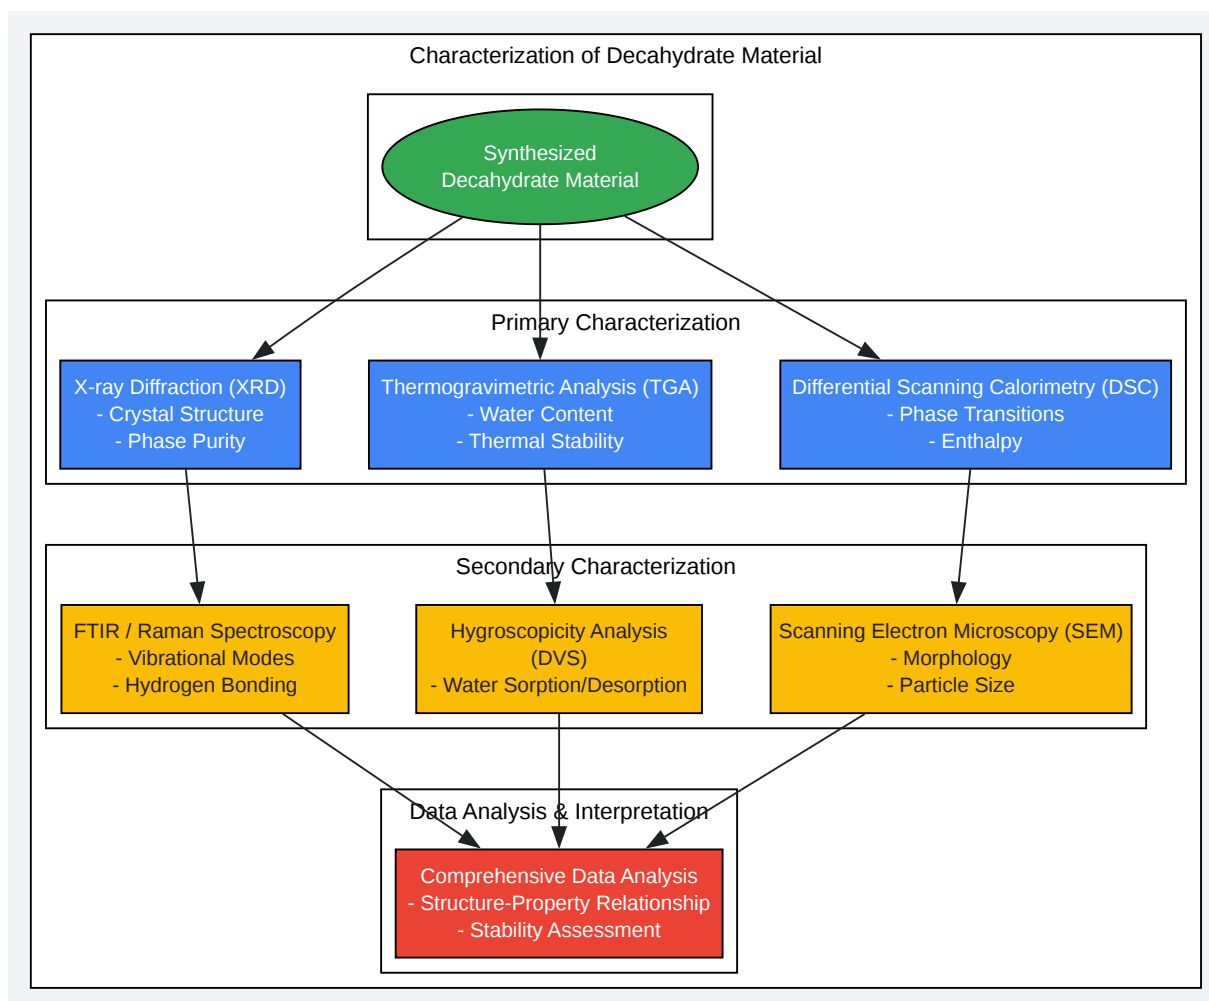 Characterization of Decahydrate Material
Synthesized
Decahydrate Material
Primary Characterization
X-ray Diffraction (XRD)
- Crystal Structure
- Phase Purity
Thermogravimetric Analysis (TGA)
- Water Content
- Thermal Stability
Differential Scanning Calorimetry (DSC)
- Phase Transitions
- Enthalpy
Secondary Characterization
FTIR / Raman Spectroscopy
- Vibrational Modes
- Hydrogen Bonding
Hygroscopicity Analysis
(DVS)
- Water Sorption/Desorption
Scanning Electron Microscopy (SEM)
- Morphology
- Particle Size
Data Analysis & Interpretation
Comprehensive Data Analysis
- Structure-Property Relationship
- Stability Assessment